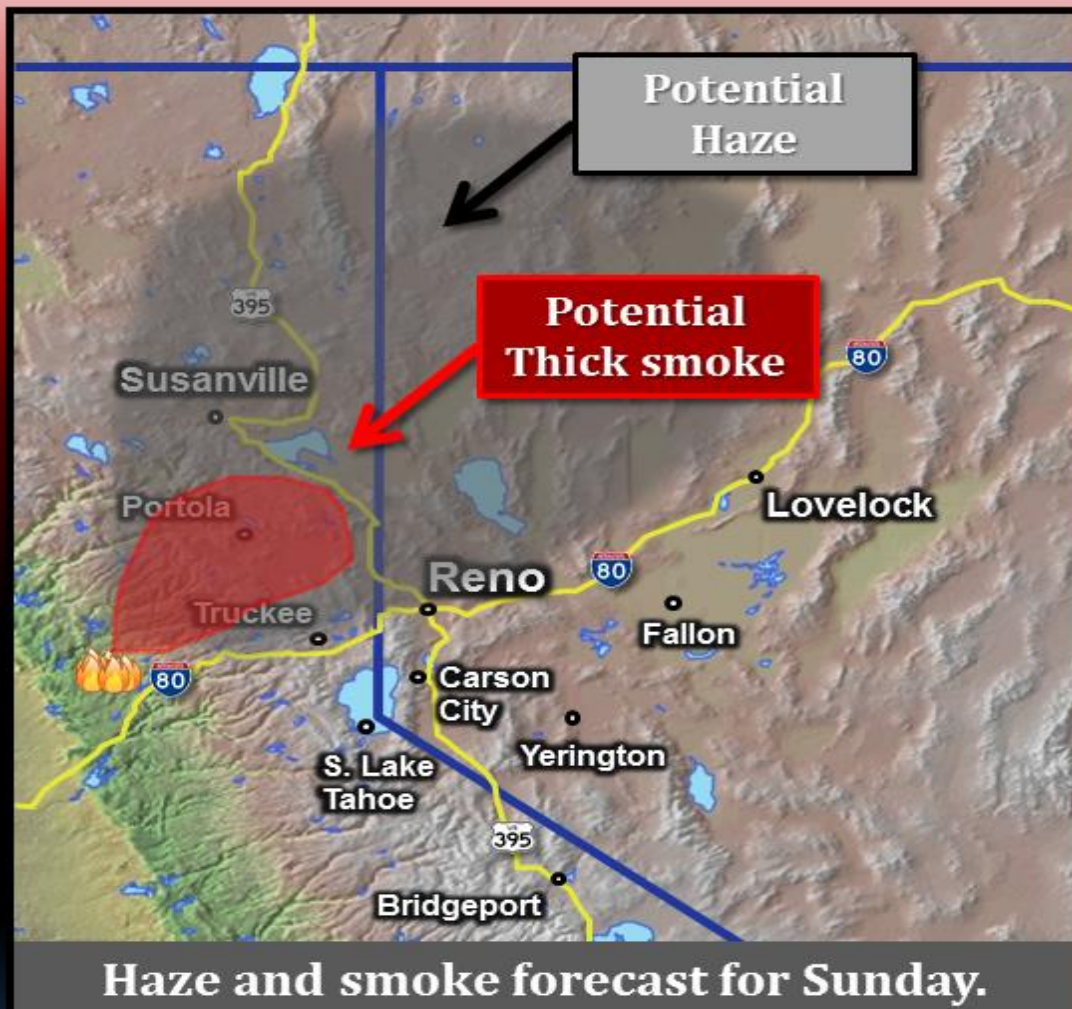 Potential
Haze
Potential
Thick smoke
395
80
Susanville
Lovelock
Portola
Reno
80
Truckee
Fallon
80
Carson
City
Yerington
S. Lake
Tahoe
395
Bridgeport
Haze and smoke forecast for Sunday.